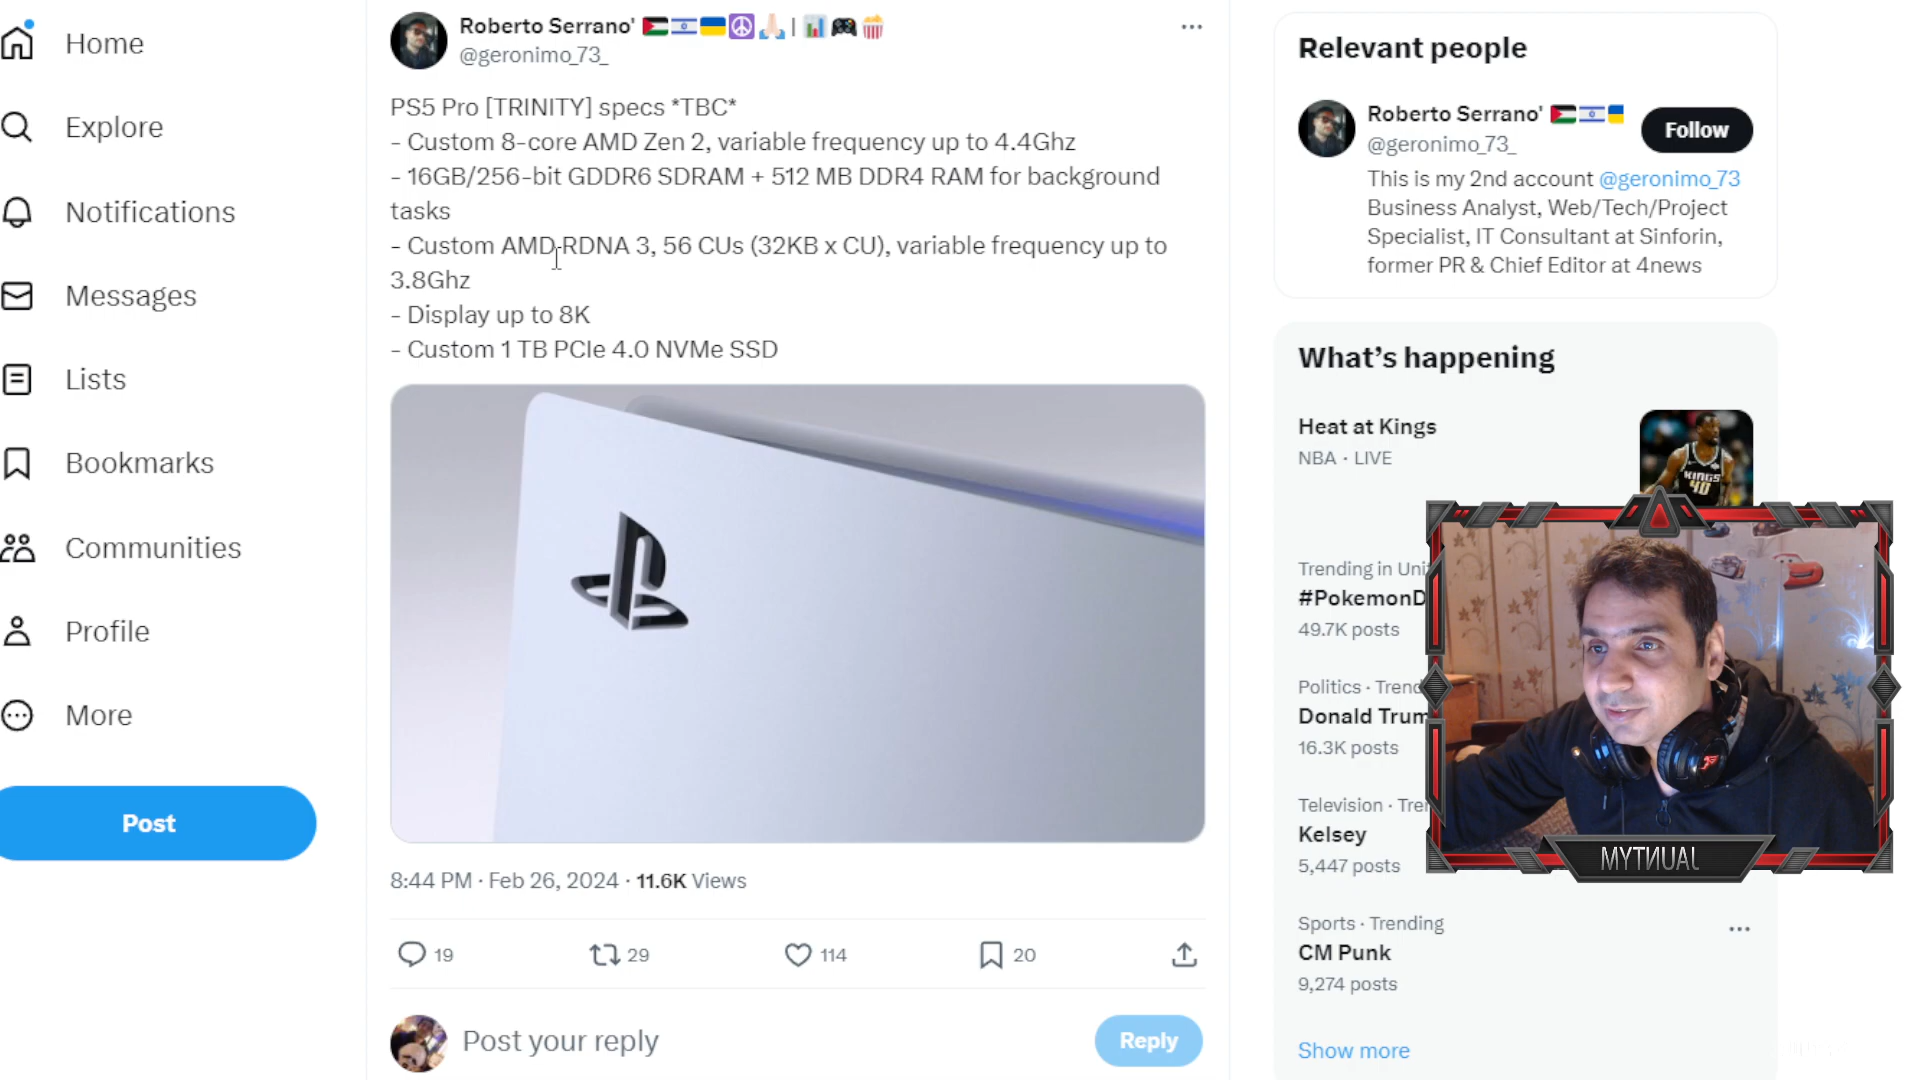 Home
Explore
Notifications
Messages
Lists
Bookmarks
Communities
Profile
More
Post
Roberto Serrano' 🇵🇸🇮🇱🇺🇦☮️🙏🏻 | 📊🎮🍿
@geronimo_73_
PS5 Pro [TRINITY] specs *TBC*
- Custom 8-core AMD Zen 2, variable frequency up to 4.4Ghz
- 16GB/256-bit GDDR6 SDRAM + 512 MB DDR4 RAM for background
tasks
- Custom AMD RDNA 3, 56 CUs (32KB x CU), variable frequency up to
3.8Ghz
- Display up to 8K
- Custom 1 TB PCIe 4.0 NVMe SSD
8:44 PM · Feb 26, 2024 · 11.6K Views
19
29
114
20
Post your reply
Reply
Relevant people
Roberto Serrano' 🇵🇸🇮🇱🇺🇦
@geronimo_73_
Follow
This is my 2nd account @geronimo_73
Business Analyst, Web/Tech/Project
Specialist, IT Consultant at Sinforin,
former PR & Chief Editor at 4news
What's happening
Heat at Kings
NBA · LIVE
KINGS
40
Trending in Uni
#PokemonD
49.7K posts
Politics · Trend
Donald Trum
16.3K posts
Television · Tre
Kelsey
5,447 posts
MYTИUAL
Sports · Trending
CM Punk
9,274 posts
Show more